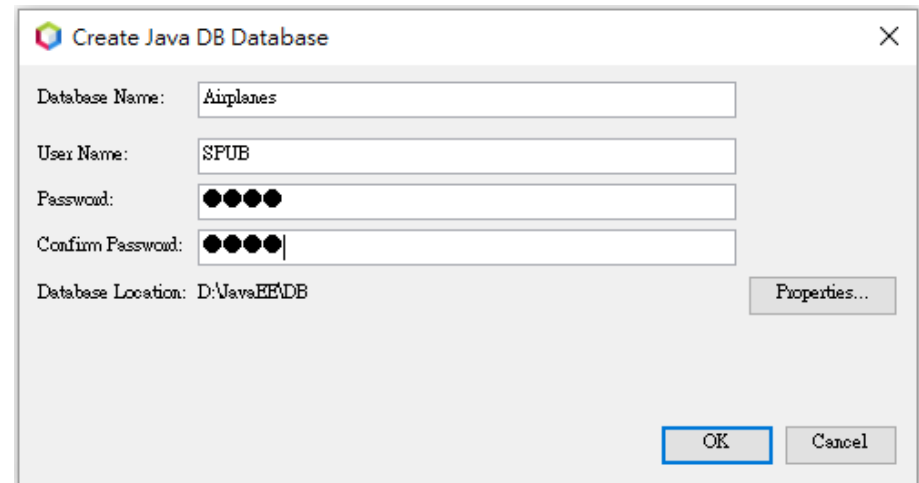 Create Java DB Database
Database Name: Airplanes
User Name: SPUB
Password: ●●●●
Confirm Password: ●●●●
Database Location: D:\JavaEE\DB Properties...
OK Cancel